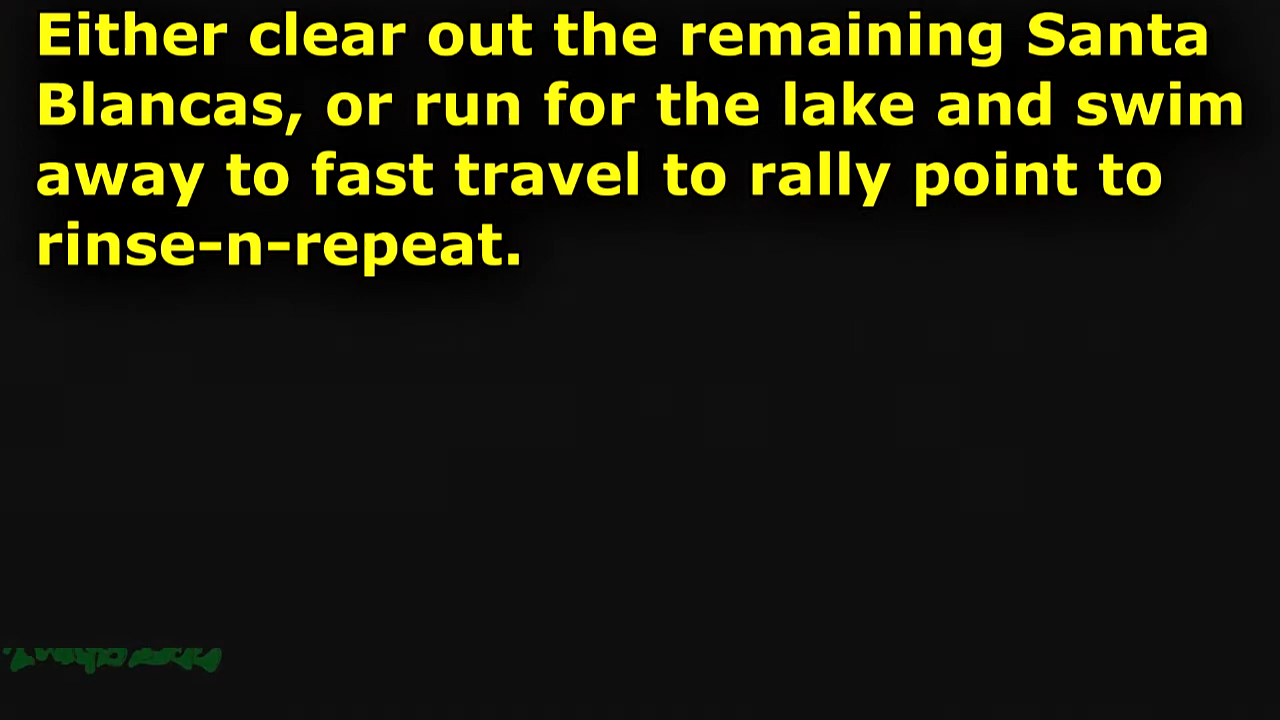 Either clear out the remaining Santa
Blancas, or run for the lake and swim
away to fast travel to rally point to
rinse-n-repeat.